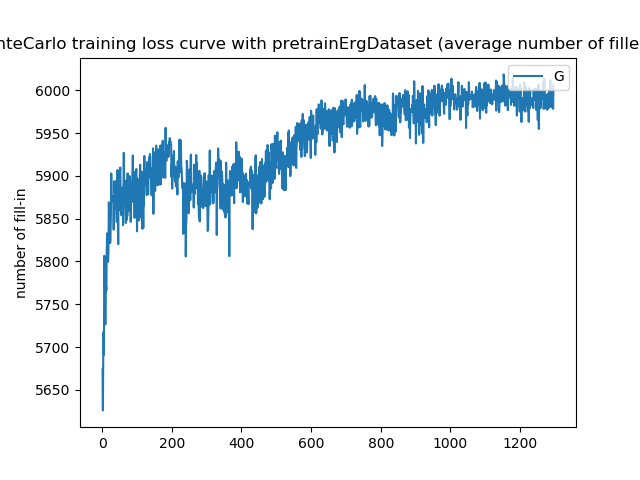 nteCarlo training loss curve with pretrainErgDataset (average number of fille
G
number of fill-in
6000
5950
5900
5850
5800
5750
5700
5650
0 200 400 600 800 1000 1200